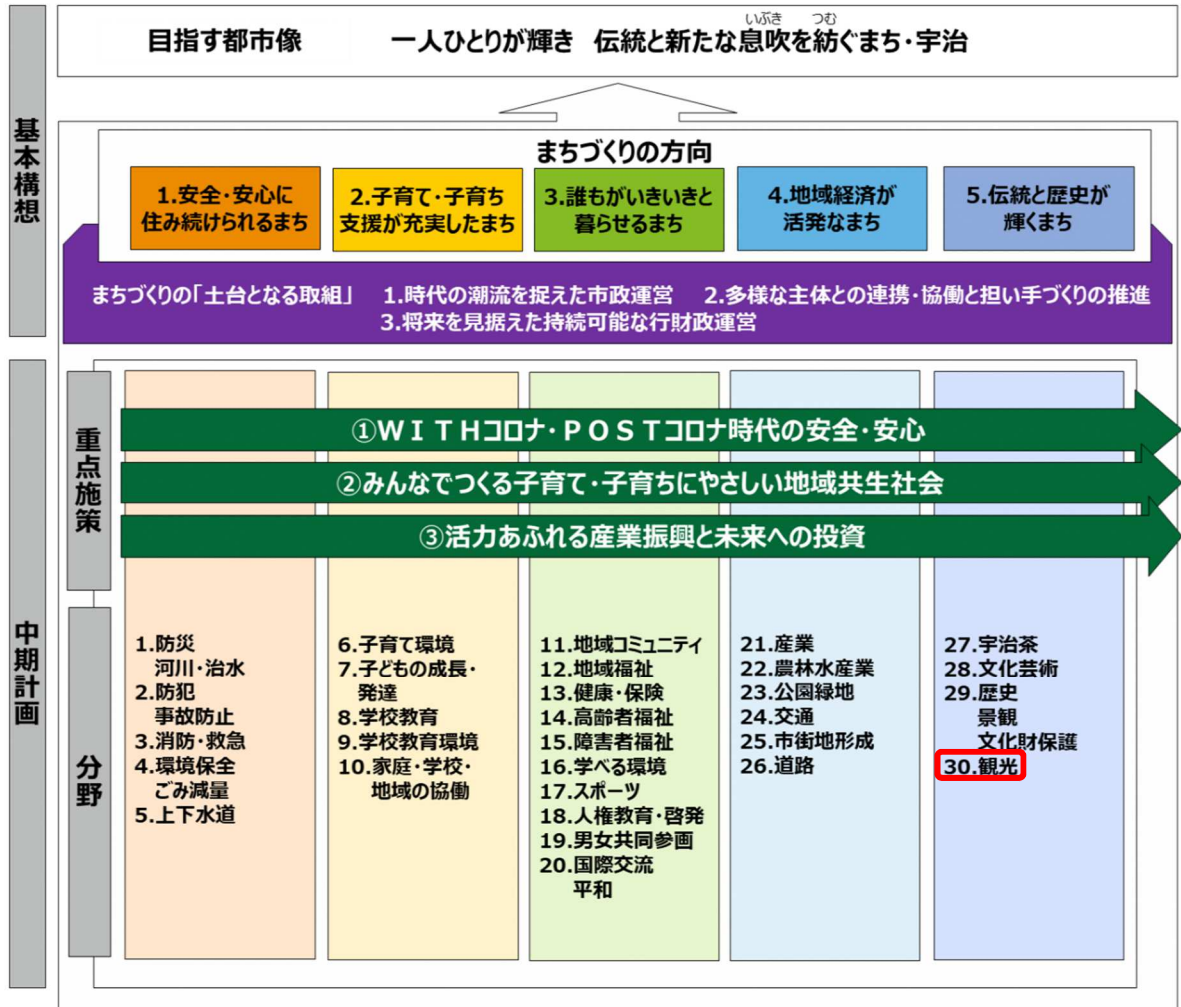 基本構想
目指す都市像 一人ひとりが輝き 伝統と新たな息吹を紡ぐまち・宇治
いぶき つむ
まちづくりの方向
1.安全・安心に
住み続けられるまち
2.子育て・子育ち
支援が充実したまち
3.誰もがいきいきと
暮らせるまち
4.地域経済が
活発なまち
5.伝統と歴史が
輝くまち
まちづくりの「土台となる取組」 1.時代の潮流を捉えた市政運営 2.多様な主体との連携・協働と担い手づくりの推進
3.将来を見据えた持続可能な行財政運営
中期計画
重点施策
①WITHコロナ・POSTコロナ時代の安全・安心
②みんなでつくる子育て・子育ちにやさしい地域共生社会
③活力あふれる産業振興と未来への投資
分野
1.防災
河川・治水
2.防犯
事故防止
3.消防・救急
4.環境保全
ごみ減量
5.上下水道
6.子育て環境
7.子どもの成長・
発達
8.学校教育
9.学校教育環境
10.家庭・学校・
地域の協働
11.地域コミュニティ
12.地域福祉
13.健康・保険
14.高齢者福祉
15.障害者福祉
16.学べる環境
17.スポーツ
18.人権教育・啓発
19.男女共同参画
20.国際交流
平和
21.産業
22.農林水産業
23.公園緑地
24.交通
25.市街地形成
26.道路
27.宇治茶
28.文化芸術
29.歴史
景観
文化財保護
30.観光